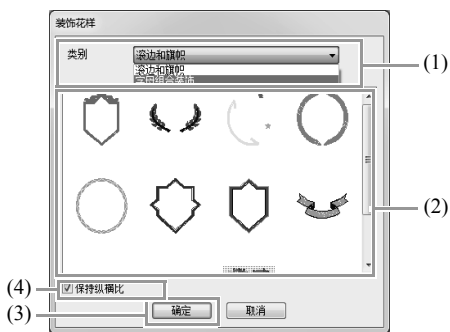 装饰花样
类别
滚边和旗帜
滚边和旗帜
(1)
(2)
(4)
保持纵横比
(3)
确定
取消